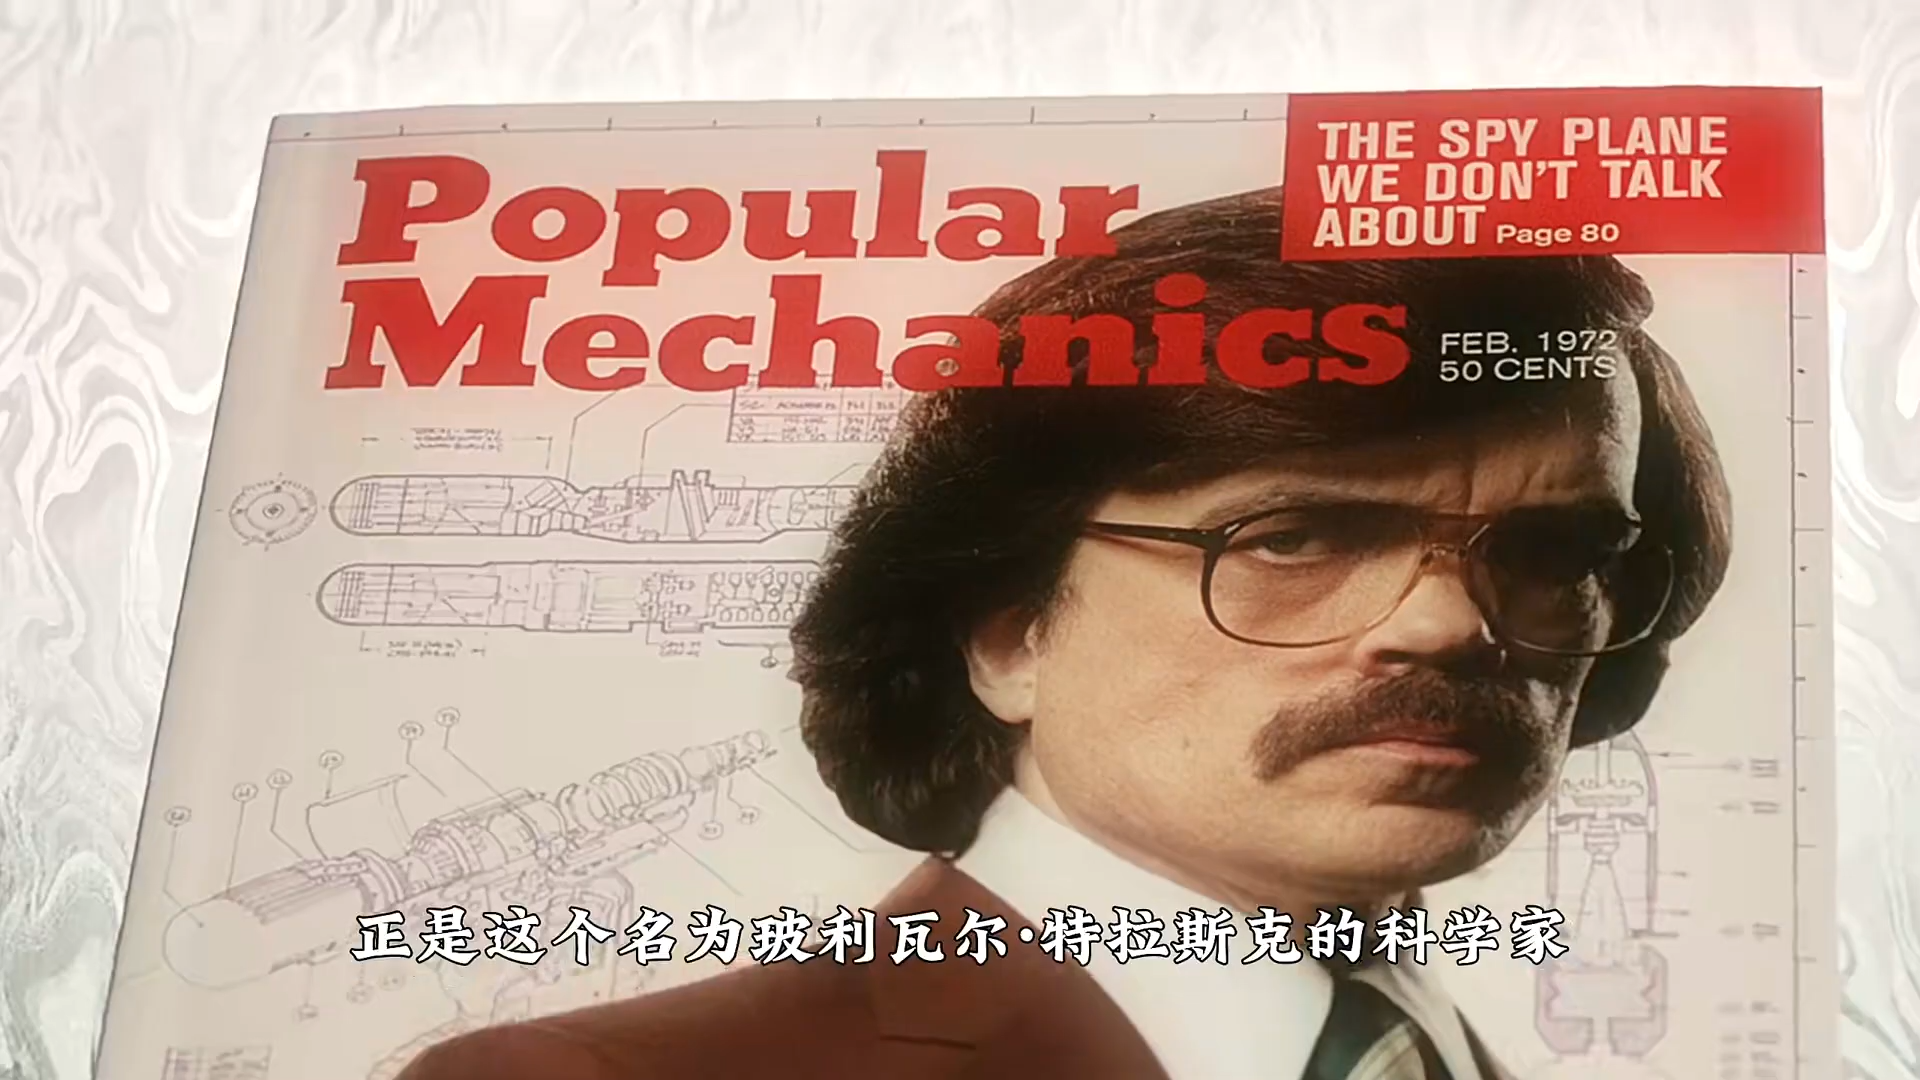 THE SPY PLANE
WE DON'T TALK
ABOUT Page 80
Popular
Mechanics
FEB. 1972
50 CENTS
正是这个名为玻利瓦尔·特拉斯克的科学家